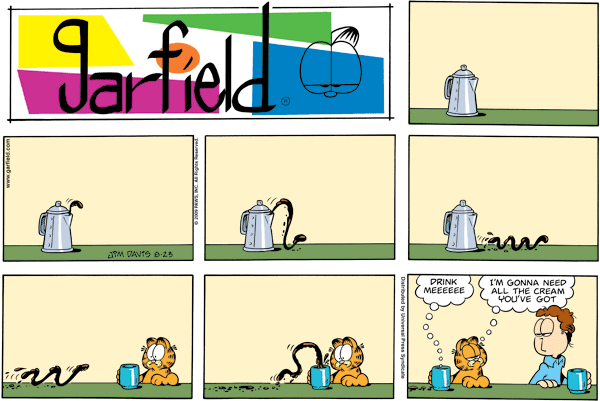 garfield
www.garfield.com
JIM DAVIS 8-23
© 2009 PAWS, INC. All Rights Reserved.
Distributed by Universal Press Syndicate
DRINK
MEEEEEE
I'M GONNA NEED
ALL THE CREAM
YOU'VE GOT